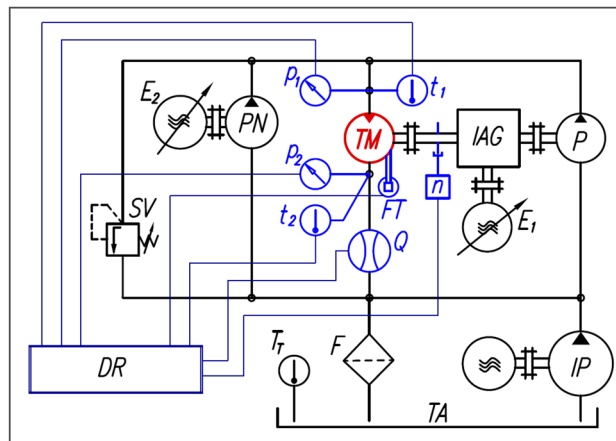 p₁
t₁
E₂
PN
TM
IAG
P
p₂
n
FT
SV
t₂
Q
E₁
DR
Tₜ
F
IP
TA